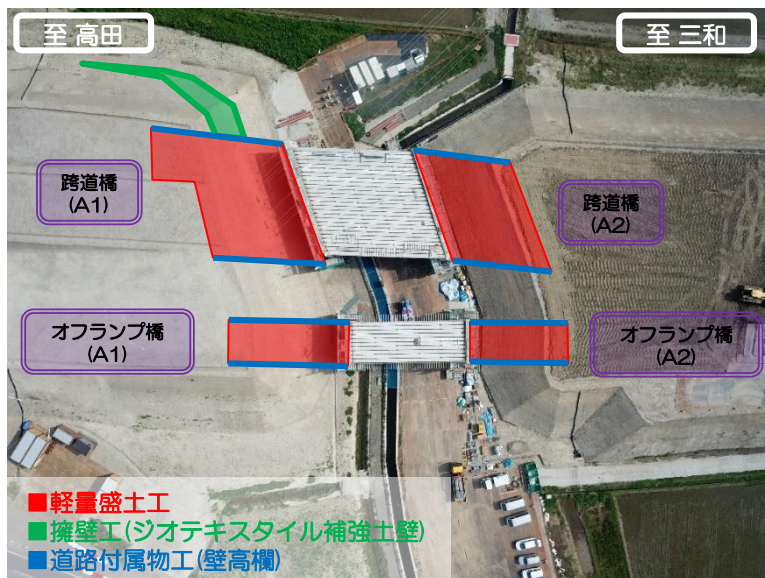 至 高田
至 三和
跨道橋
(A1)
跨道橋
(A2)
オフランプ橋
(A1)
オフランプ橋
(A2)
■軽量盛土工
■擁壁工(ジオテキスタイル補強土壁)
■道路付属物工(壁高欄)